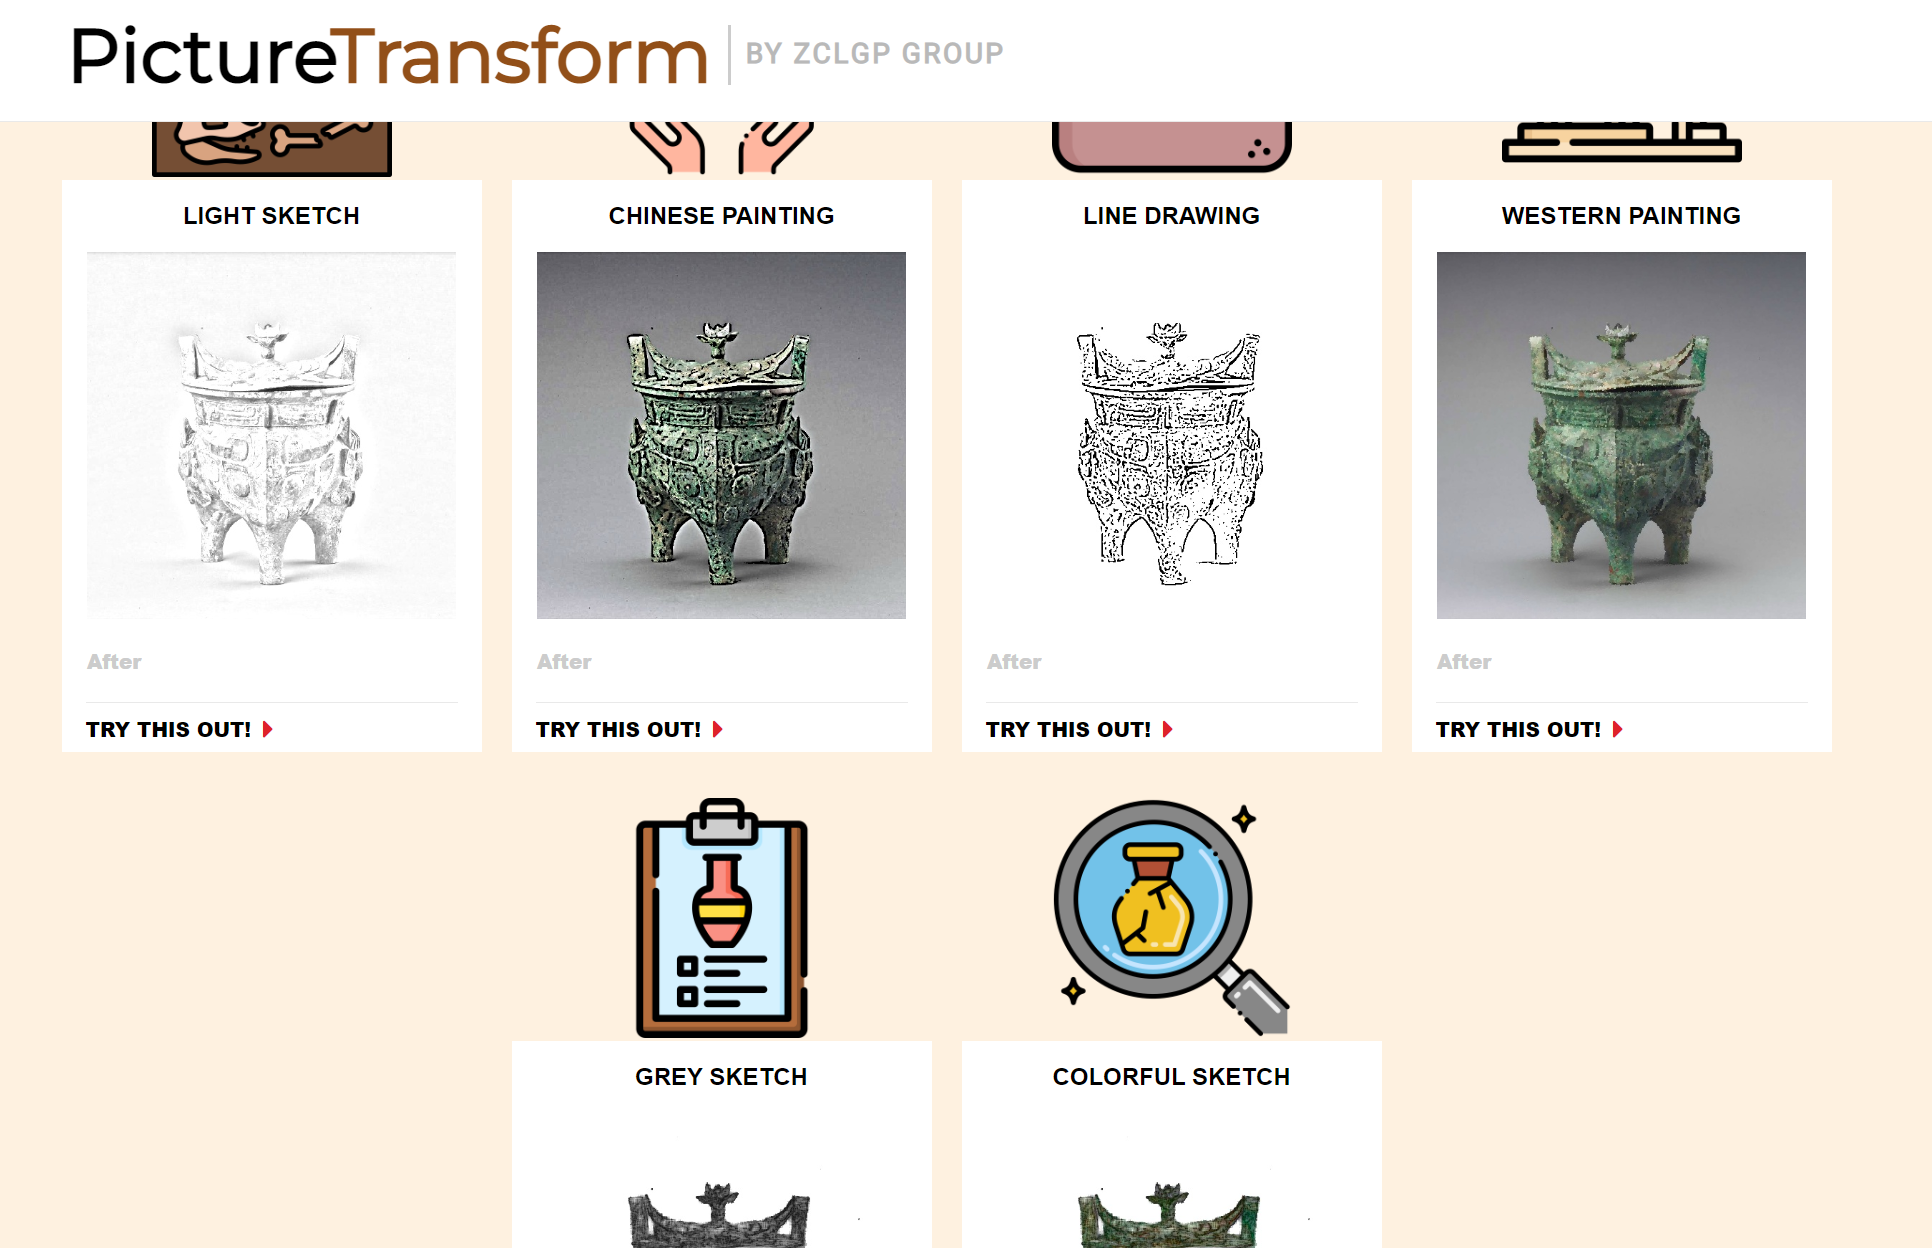 PictureTransform BY ZCLGP GROUP
LIGHT SKETCH
After
TRY THIS OUT!
CHINESE PAINTING
After
TRY THIS OUT!
LINE DRAWING
After
TRY THIS OUT!
WESTERN PAINTING
After
TRY THIS OUT!
GREY SKETCH
COLORFUL SKETCH